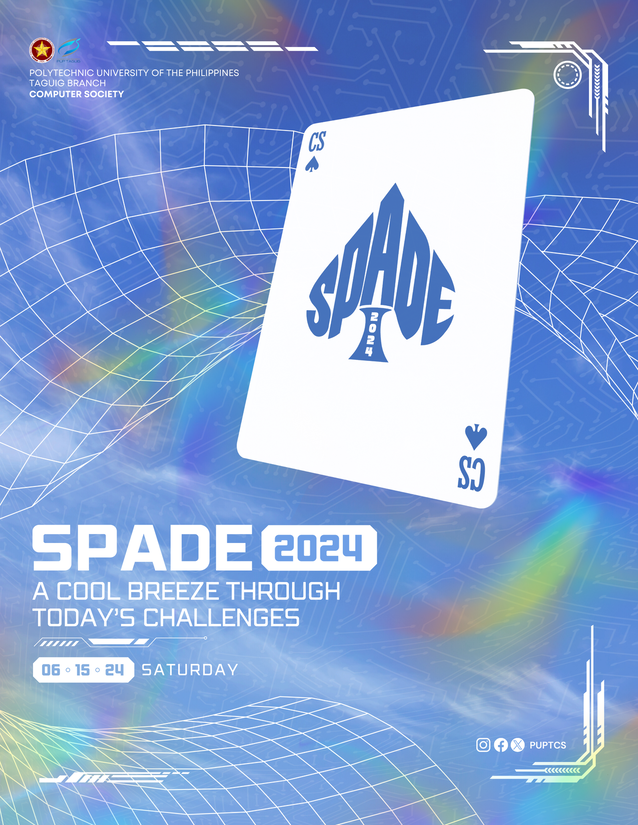 POLYTECHNIC UNIVERSITY OF THE PHILIPPINES
TAGUIG BRANCH
COMPUTER SOCIETY
CS
SPADE
2024
CS
SPADE 2024
A COOL BREEZE THROUGH
TODAY'S CHALLENGES
06 ◦ 15 ◦ 24 SATURDAY
PUPTCS